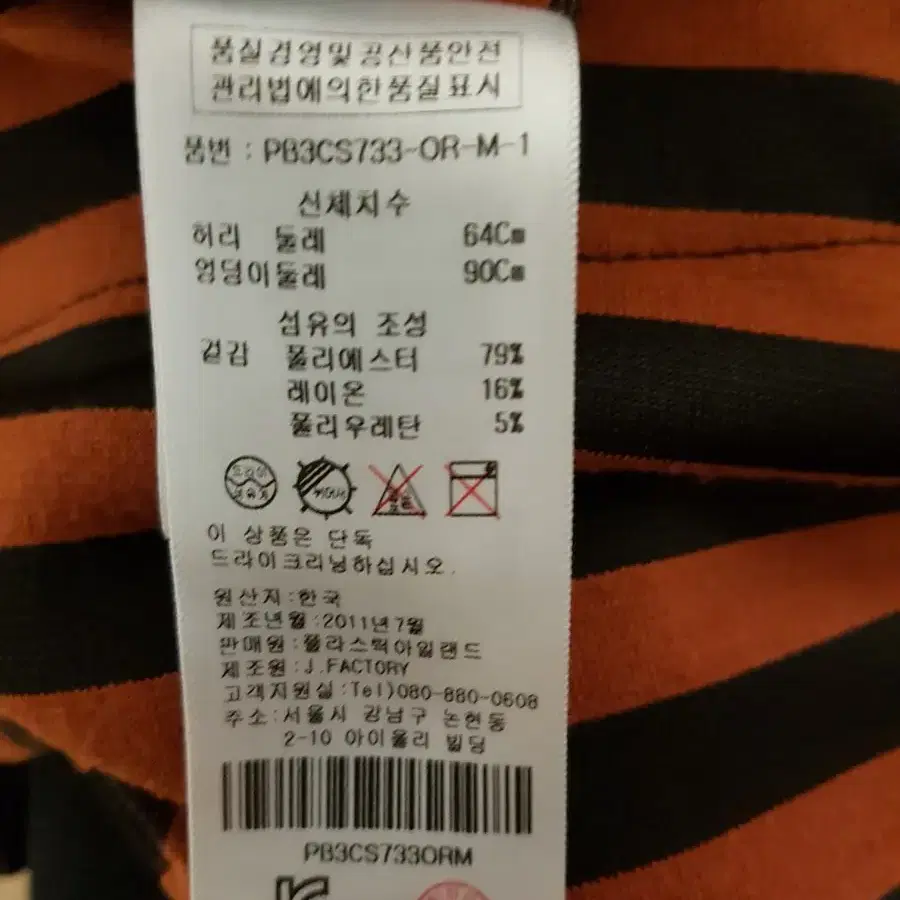 품질경영및공산품안전
관리법에의한품질표시
품번 : PB3CS733-OR-M-1
신체치수
허리 둘레 64Cm
엉덩이둘레 90Cm
섬유의 조성
겉감 폴리에스터 79%
레이온 16%
폴리우레탄 5%
드라이
석유계
이 상품은 단독
드라이크리닝하십시오.
원산지:한국
제조년월:2011년7월
판매원:플라스틱아일랜드
제조원:J.FACTORY
고객지원실:Tel)080-880-0608
주소:서울시 강남구 논현동
2-10 아이올리 빌딩
PB3CS733ORM